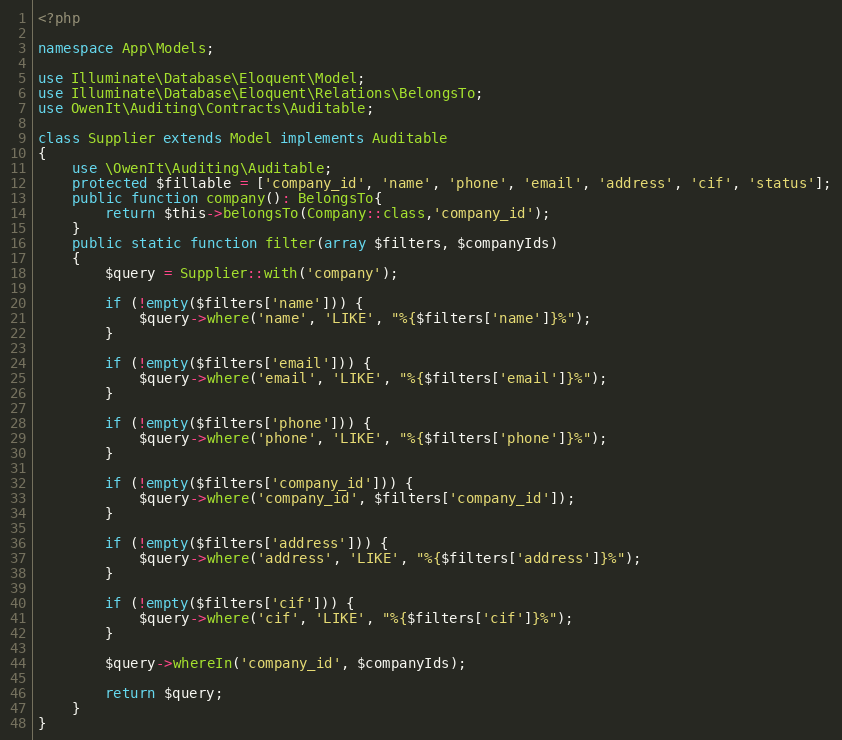 1 <?php
2
3 namespace App\Models;
4
5 use Illuminate\Database\Eloquent\Model;
6 use Illuminate\Database\Eloquent\Relations\BelongsTo;
7 use OwenIt\Auditing\Contracts\Auditable;
8
9 class Supplier extends Model implements Auditable
10 {
11     use \OwenIt\Auditing\Auditable;
12     protected $fillable = ['company_id', 'name', 'phone', 'email', 'address', 'cif', 'status'];
13     public function company(): BelongsTo{
14         return $this->belongsTo(Company::class,'company_id');
15     }
16     public static function filter(array $filters, $companyIds)
17     {
18         $query = Supplier::with('company');
19
20         if (!empty($filters['name'])) {
21             $query->where('name', 'LIKE', "%{$filters['name']}%");
22         }
23
24         if (!empty($filters['email'])) {
25             $query->where('email', 'LIKE', "%{$filters['email']}%");
26         }
27
28         if (!empty($filters['phone'])) {
29             $query->where('phone', 'LIKE', "%{$filters['phone']}%");
30         }
31
32         if (!empty($filters['company_id'])) {
33             $query->where('company_id', $filters['company_id']);
34         }
35
36         if (!empty($filters['address'])) {
37             $query->where('address', 'LIKE', "%{$filters['address']}%");
38         }
39
40         if (!empty($filters['cif'])) {
41             $query->where('cif', 'LIKE', "%{$filters['cif']}%");
42         }
43
44         $query->whereIn('company_id', $companyIds);
45
46         return $query;
47     }
48 }